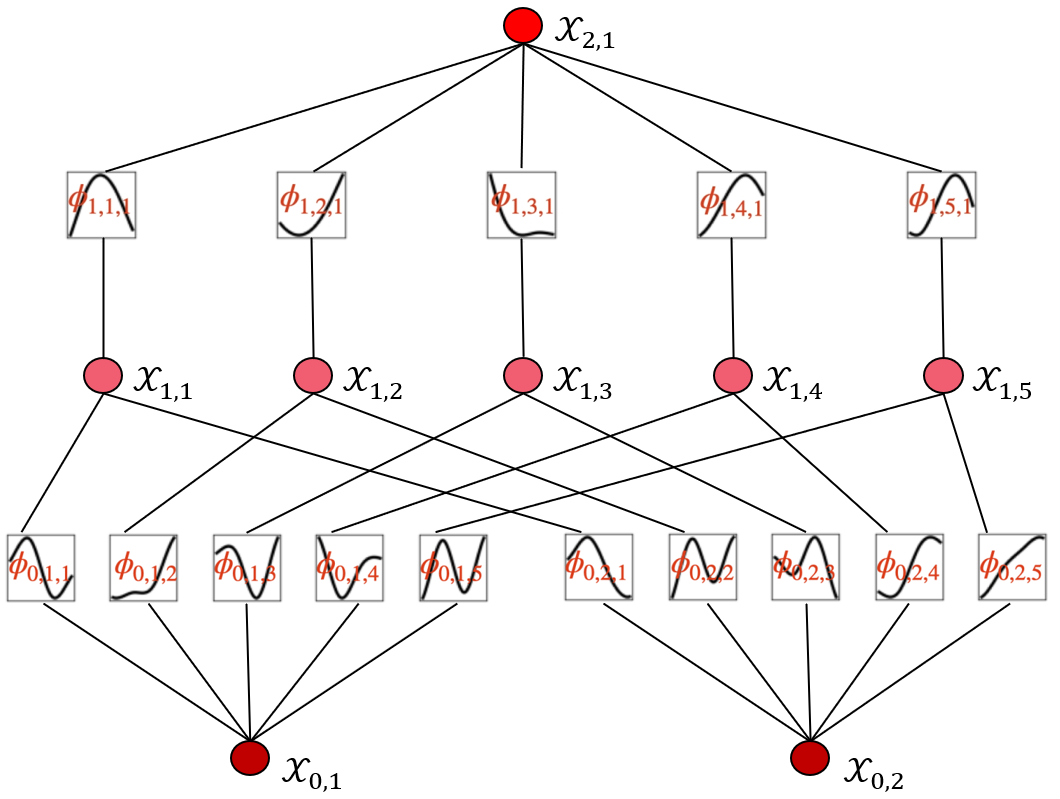 𝒳2,1
ϕ1,1,1
ϕ1,2,1
ϕ1,3,1
ϕ1,4,1
ϕ1,5,1
𝒳1,1
𝒳1,2
𝒳1,3
𝒳1,4
𝒳1,5
ϕ0,1,1
ϕ0,1,2
ϕ0,1,3
ϕ0,1,4
ϕ0,1,5
ϕ0,2,1
ϕ0,2,2
ϕ0,2,3
ϕ0,2,4
ϕ0,2,5
𝒳0,1
𝒳0,2